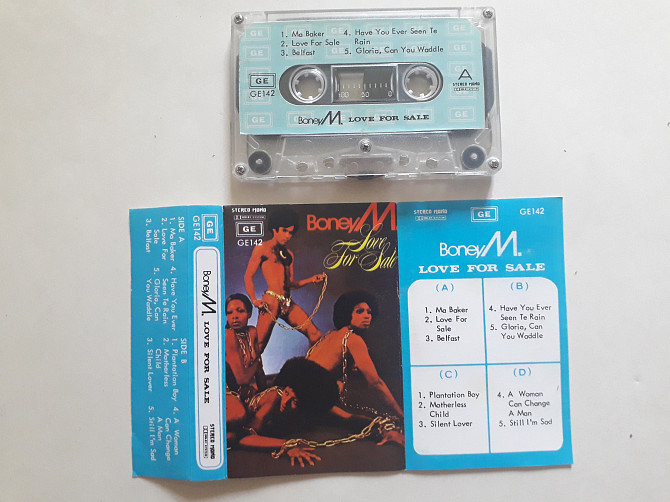 1. Ma Baker
2. Love For Sale
3. Belfast
4. Have You Ever Seen Te
Rain
5. Gloria, Can You Waddle
GE
GE142
A
STEREO MONO
100 50 0
Boney M. LOVE FOR SALE
GE142
GE
SIDE A
1. Ma Baker
2. Love For
Sale
3. Belfast
4. Have You Ever
Seen Te Rain
5. Gloria, Can
You Waddle
Boney M. LOVE FOR SALE
SIDE B
1. Plantation Boy
2. Motherless
Child
3. Silent Lover
4. A Woman
Can Change
A Man
5. Still I'm Sad
STEREO MONO
STEREO MONO
GE
GE142
Boney M.
Love
For Sale
STEREO MONO
GE
GE142
Boney M.
LOVE FOR SALE
(A)
1. Ma Baker
2. Love For
Sale
3. Belfast
(B)
4. Have You Ever
Seen Te Rain
5. Gloria, Can
You Waddle
(C)
1. Plantation Boy
2. Motherless
Child
3. Silent Lover
(D)
4. A Woman
Can Change
A Man
5. Still I'm Sad